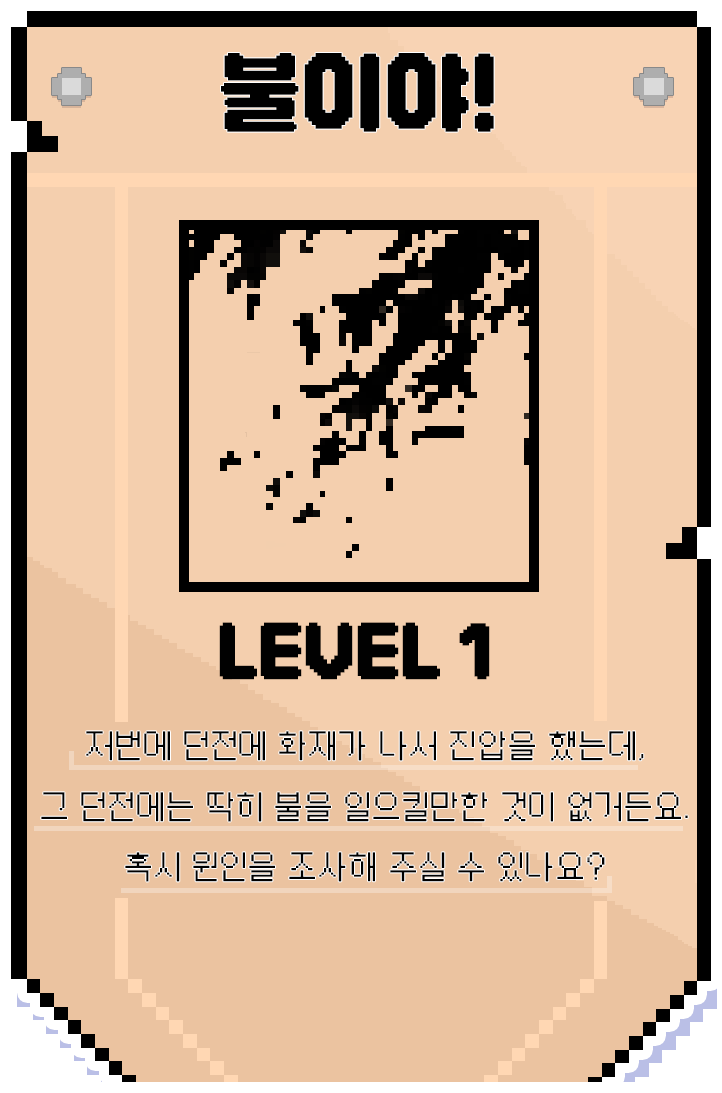 불이야!
LEVEL 1
저번에 던전에 화재가 나서 진압을 했는데,
그 던전에는 딱히 불을 일으킬만한 것이 없거든요.
혹시 원인을 조사해 주실 수 있나요?